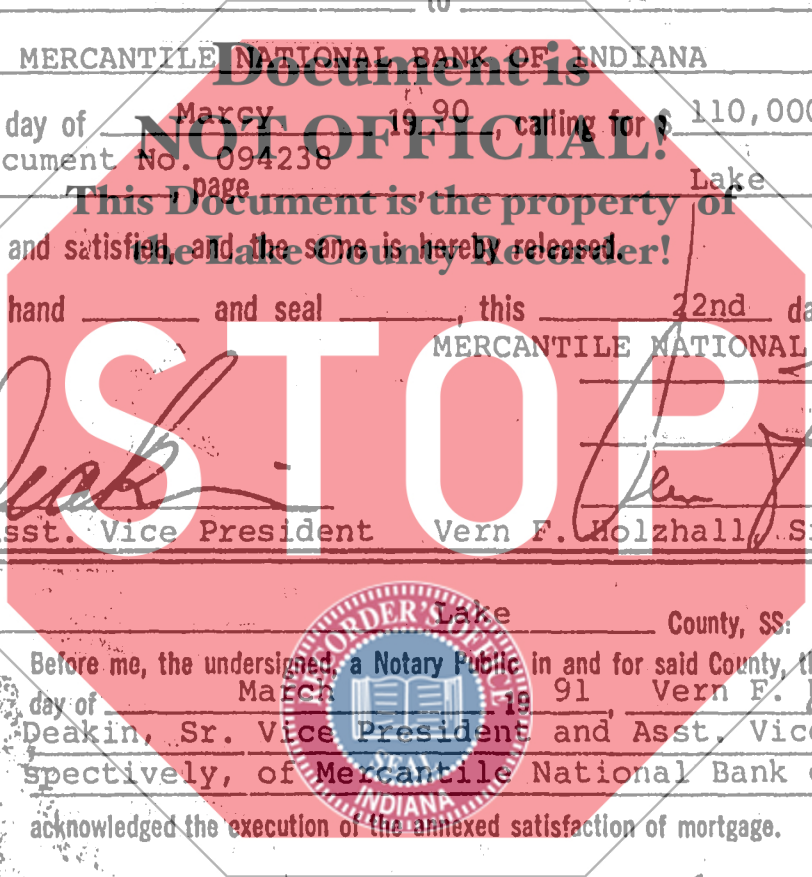 to
MERCANTILE NATIONAL BANK OF INDIANA
Document is
day of Marcy 19 90, calling for $ 110,000
NOT OFFICIAL!
cument No. 094238
, page , Lake
This Document is the property of
and satisfied, and the same is hereby released.
the Lake County Recorder!
hand and seal , this 22nd da
MERCANTILE NATIONAL
STOP
sst. Vice President Vern F. Holzhall, S
Lake County, SS:
RECORDER'S OFFICE
Before me, the undersigned, a Notary Public in and for said County, th
day of March 19 91, Vern F.
Deakin, Sr. Vice President and Asst. Vice
SEAL
spectively, of Mercantile National Bank
INDIANA
acknowledged the execution of the annexed satisfaction of mortgage.